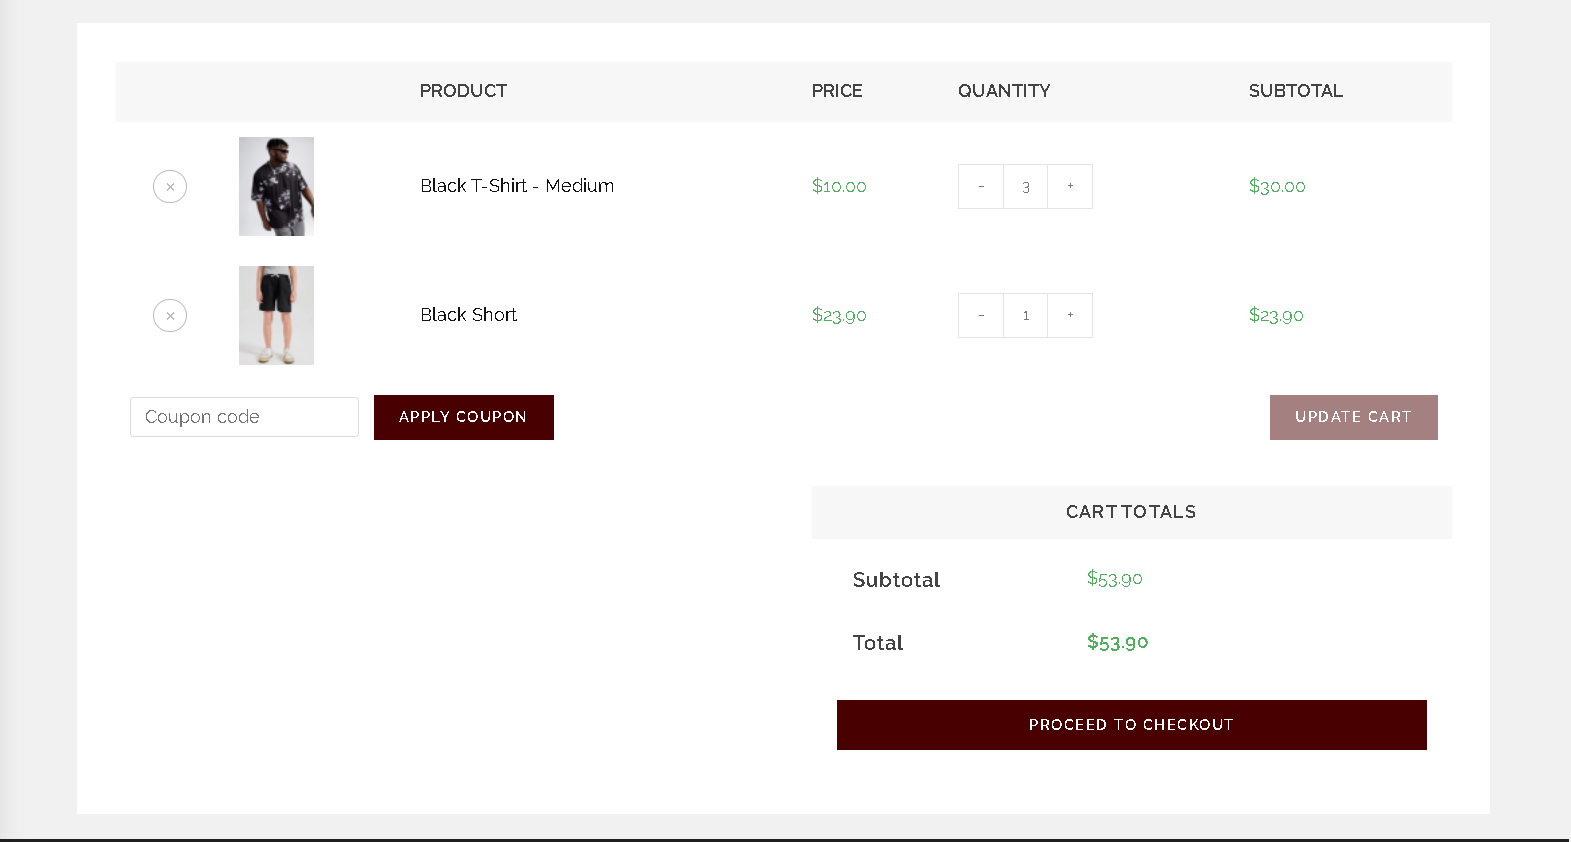 PRODUCT PRICE QUANTITY SUBTOTAL
× Black T-Shirt - Medium $10.00 - 3 + $30.00
× Black Short $23.90 - 1 + $23.90
Coupon code APPLY COUPON UPDATE CART
CART TOTALS
Subtotal $53.90
Total $53.90
PROCEED TO CHECKOUT